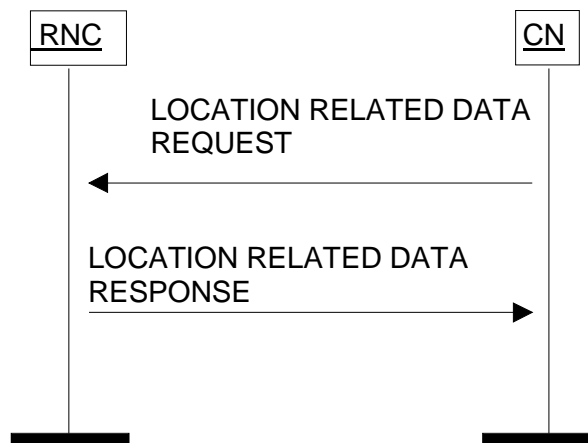 RNC
CN
LOCATION RELATED DATA
REQUEST
LOCATION RELATED DATA
RESPONSE